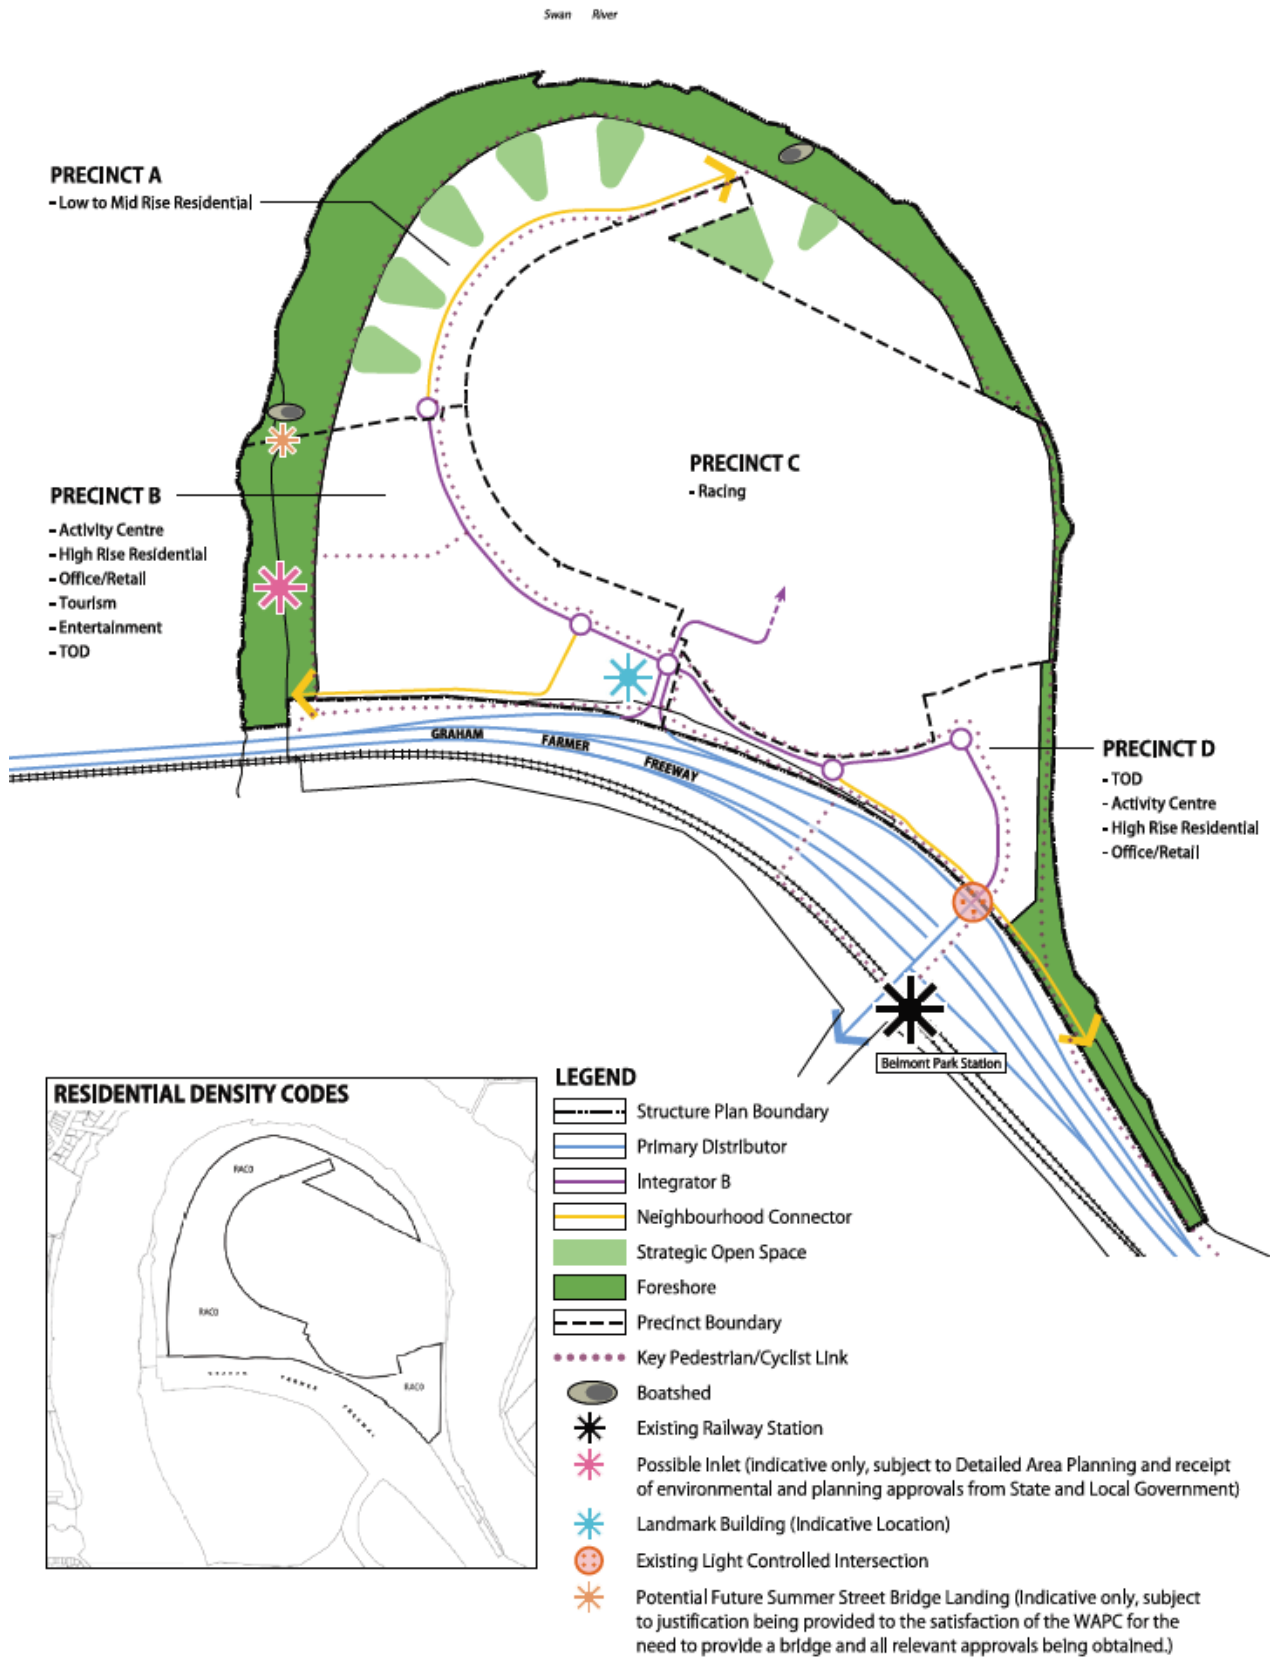 Swan River
PRECINCT A
- Low to Mid Rise Residential
PRECINCT B
- Activity Centre
- High Rise Residential
- Office/Retail
- Tourism
- Entertainment
- TOD
PRECINCT C
- Racing
GRAHAM FARMER FREEWAY
PRECINCT D
- TOD
- Activity Centre
- High Rise Residential
- Office/Retail
Belmont Park Station
RESIDENTIAL DENSITY CODES
RAC0
RAC0
RAC0
GRAHAM FARMER FREEWAY
LEGEND
Structure Plan Boundary
Primary Distributor
Integrator B
Neighbourhood Connector
Strategic Open Space
Foreshore
Precinct Boundary
Key Pedestrian/Cyclist Link
Boatshed
Existing Railway Station
Possible Inlet (indicative only, subject to Detailed Area Planning and receipt
of environmental and planning approvals from State and Local Government)
Landmark Building (Indicative Location)
Existing Light Controlled Intersection
Potential Future Summer Street Bridge Landing (Indicative only, subject
to justification being provided to the satisfaction of the WAPC for the
need to provide a bridge and all relevant approvals being obtained.)